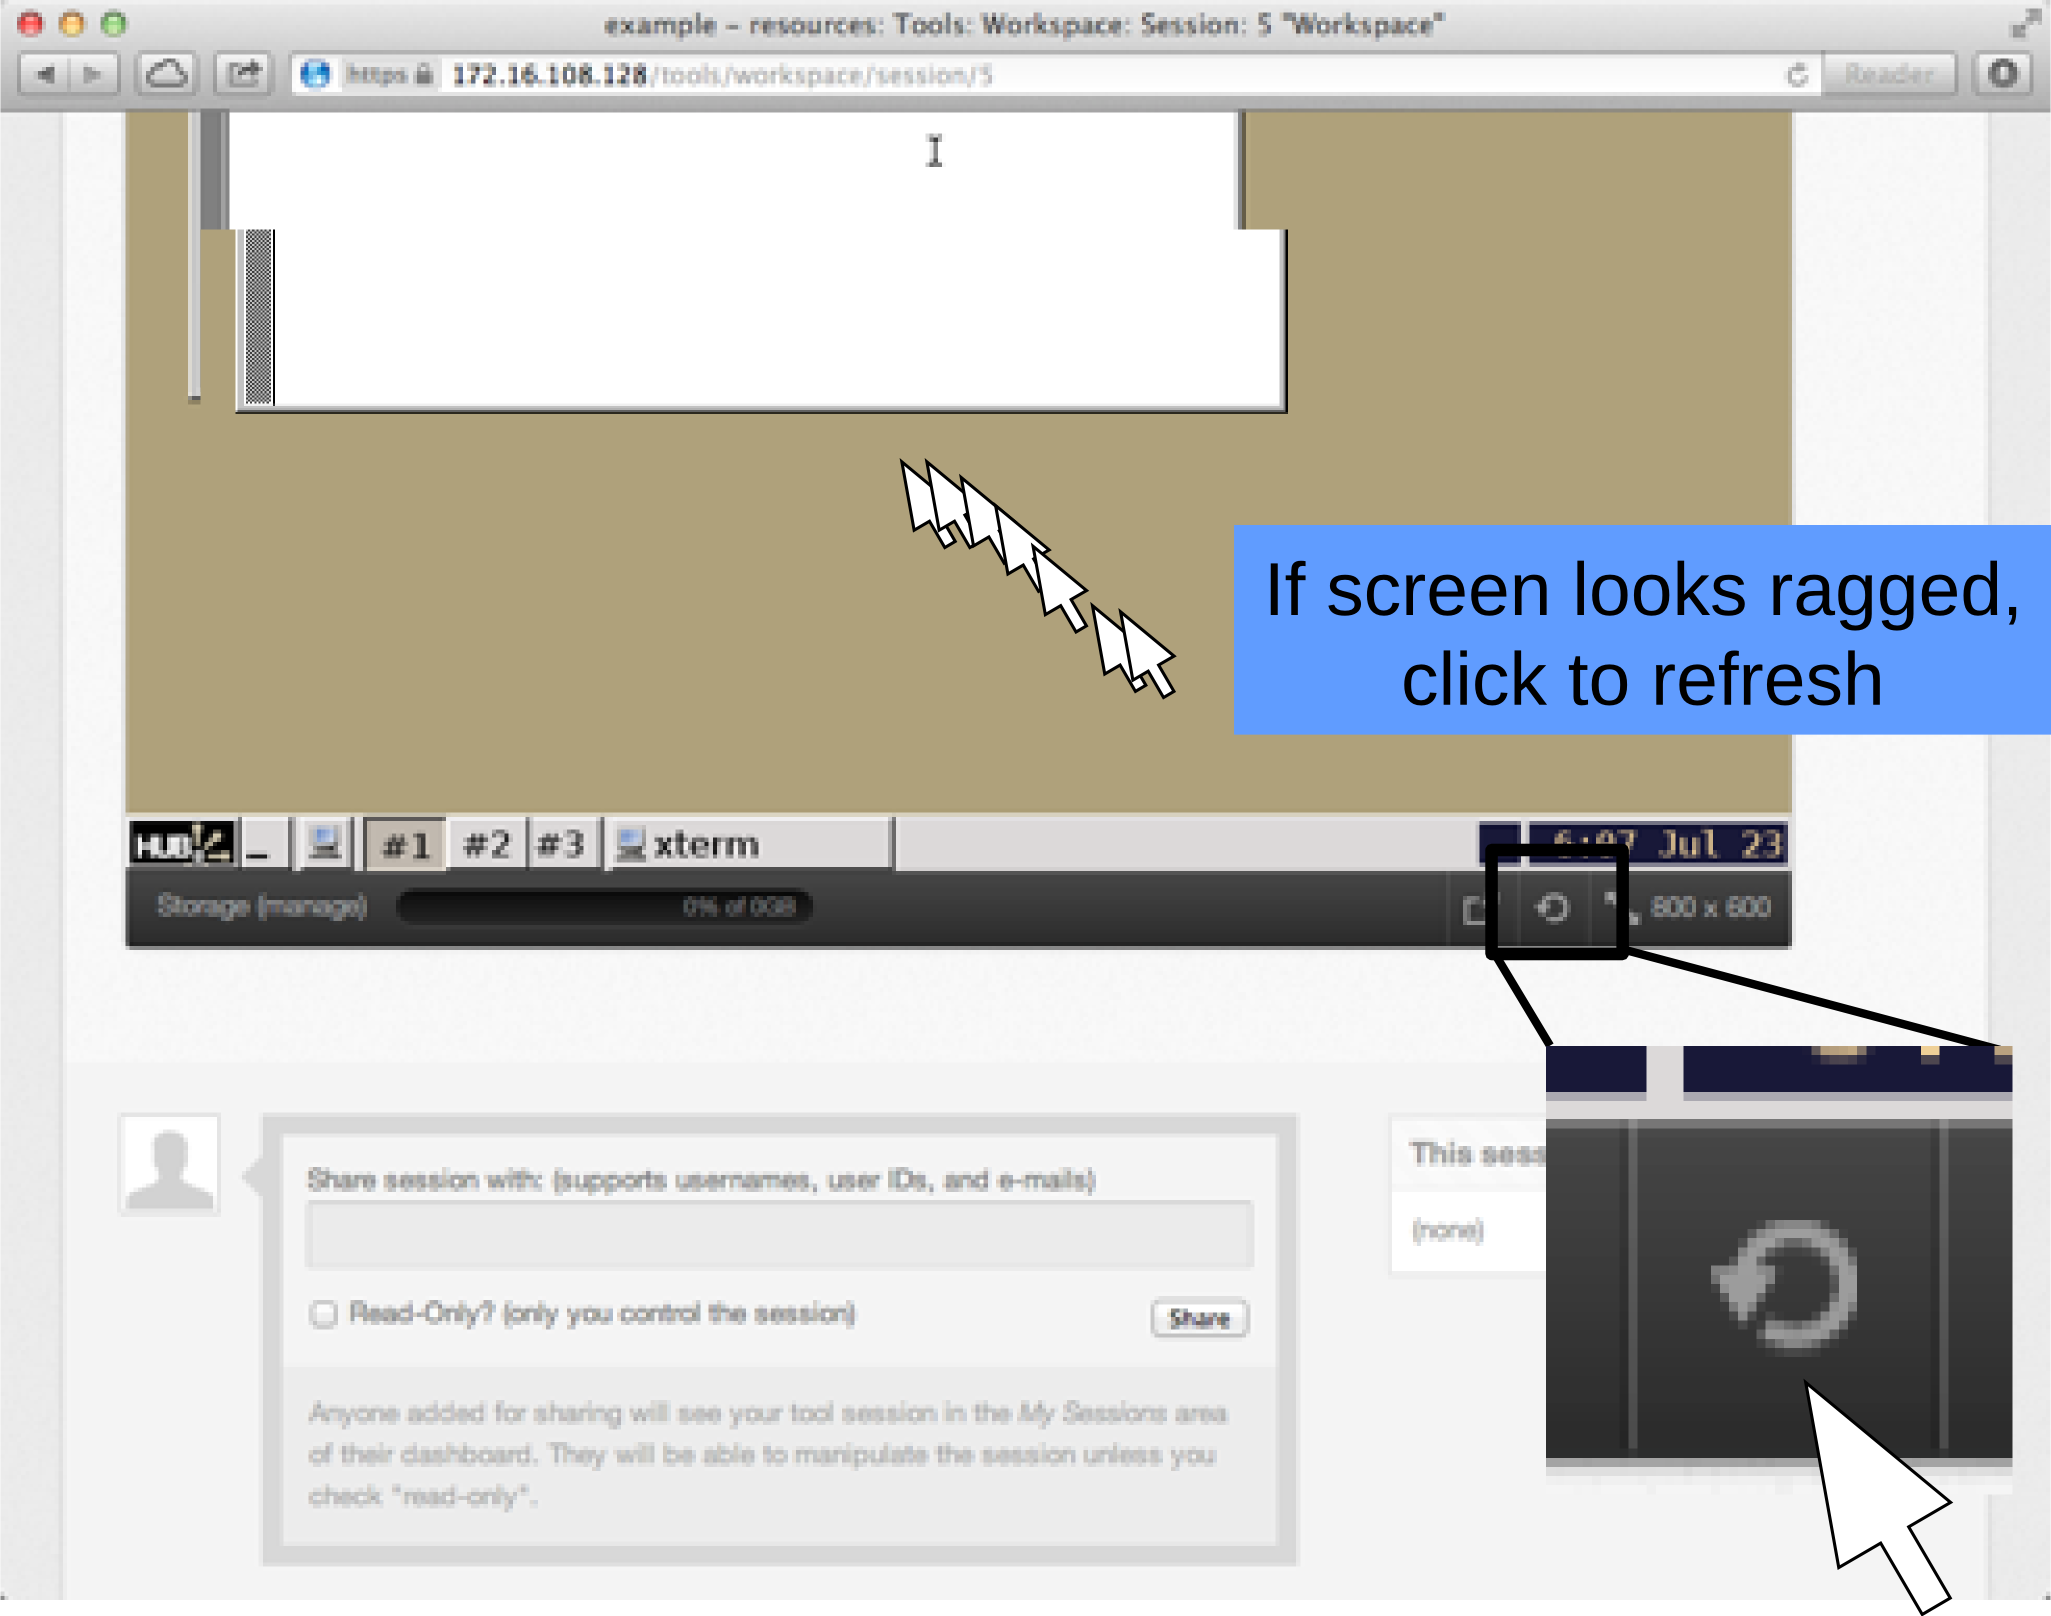 example – resources: Tools: Workspace: Session: 5 "Workspace"
https 172.16.108.128/tools/workspace/session/5
Reader
If screen looks ragged,
click to refresh
#1 #2 #3 xterm
6:07 Jul 23
Storage (manage) 0% of 0GB 800 x 600
Share session with: (supports usernames, user IDs, and e-mails)
Read-Only? (only you control the session)
Share
Anyone added for sharing will see your tool session in the My Sessions area
of their dashboard. They will be able to manipulate the session unless you
check "read-only".
This sess
(none)